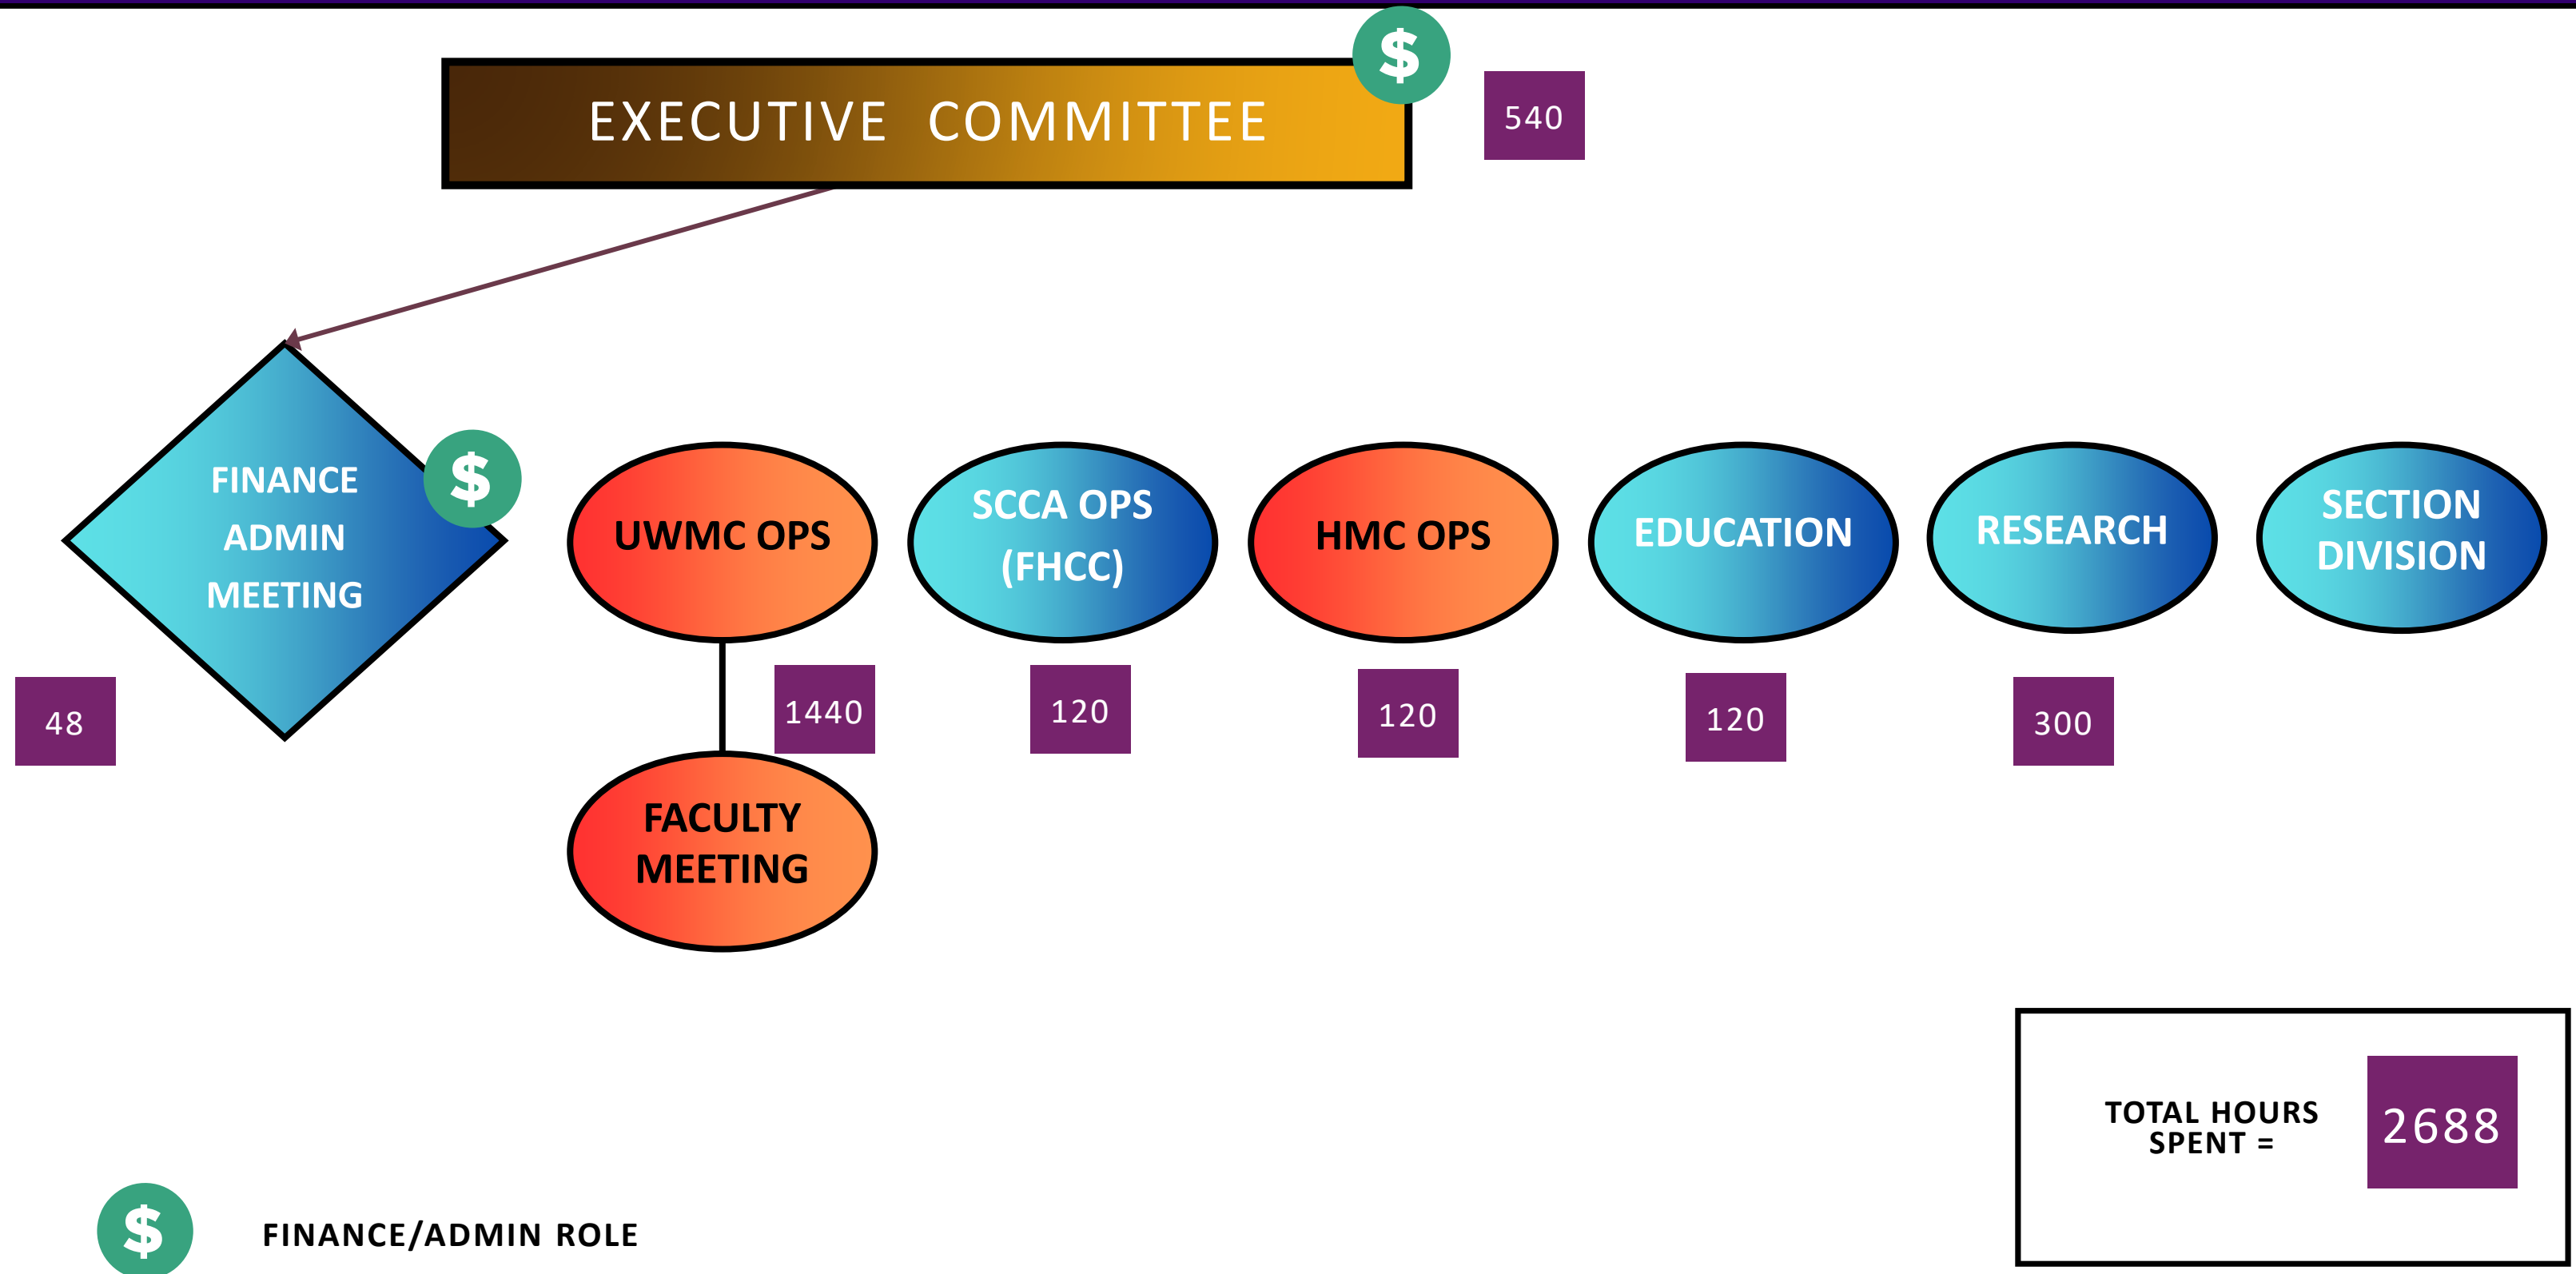 $
EXECUTIVE COMMITTEE
540
FINANCE
ADMIN
MEETING
$
UWMC OPS
SCCA OPS
(FHCC)
HMC OPS
EDUCATION
RESEARCH
SECTION
DIVISION
48
1440
120
120
120
300
FACULTY
MEETING
TOTAL HOURS
SPENT =
2688
$
FINANCE/ADMIN ROLE